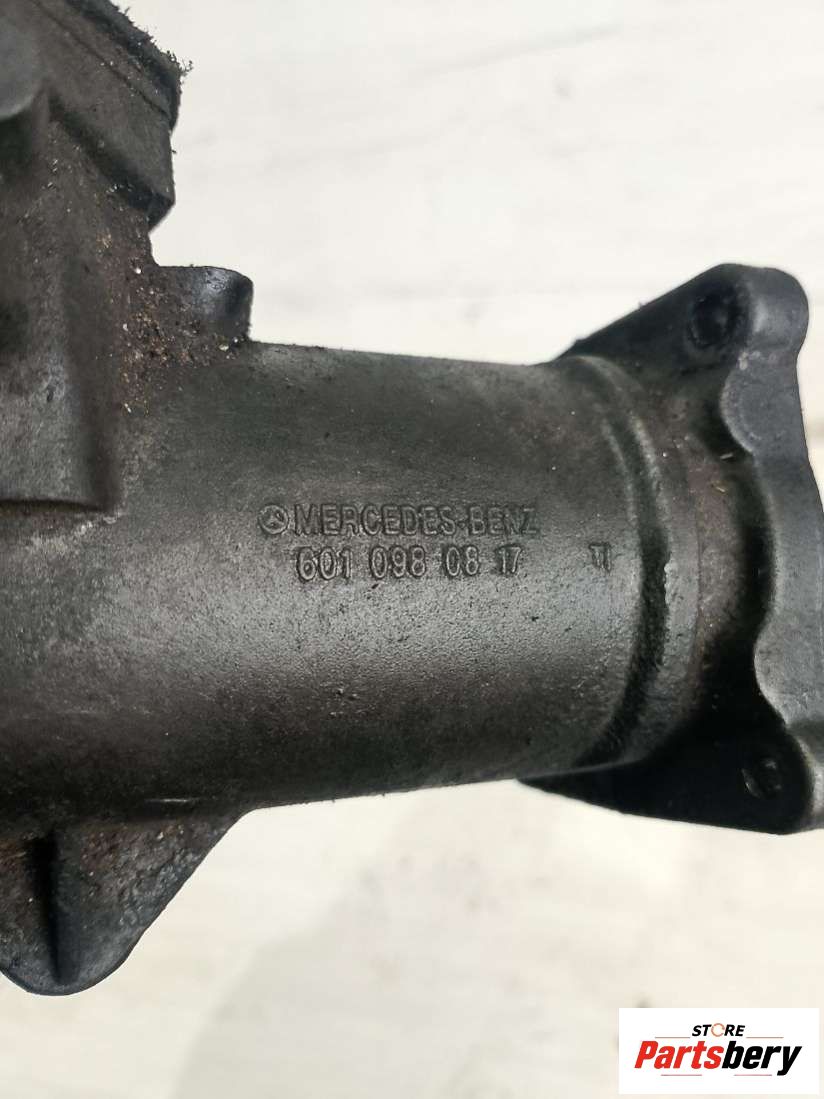 MERCEDES-BENZ
601 098 08 17
STORE
Partsbery